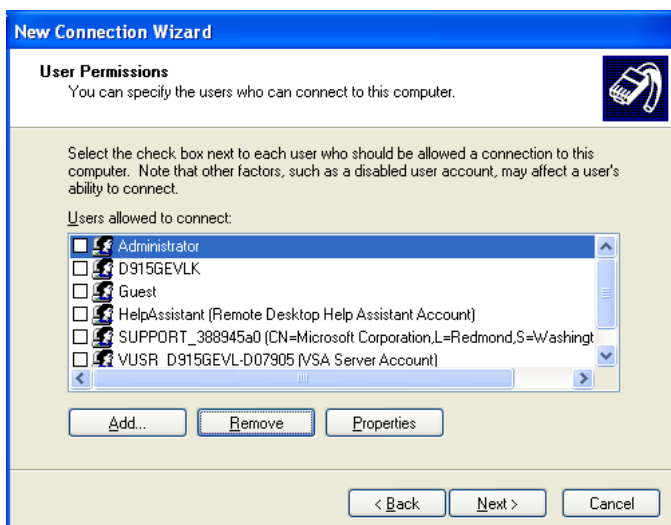 New Connection Wizard
User Permissions
You can specify the users who can connect to this computer.
Select the check box next to each user who should be allowed a connection to this
computer. Note that other factors, such as a disabled user account, may affect a user's
ability to connect.
Users allowed to connect:
Administrator
D915GEVLK
Guest
HelpAssistant (Remote Desktop Help Assistant Account)
SUPPORT_388945a0 (CN=Microsoft Corporation,L=Redmond,S=Washingt
VUSR_D915GEVL-D07905 (VSA Server Account)
Add... Remove Properties
< Back Next > Cancel